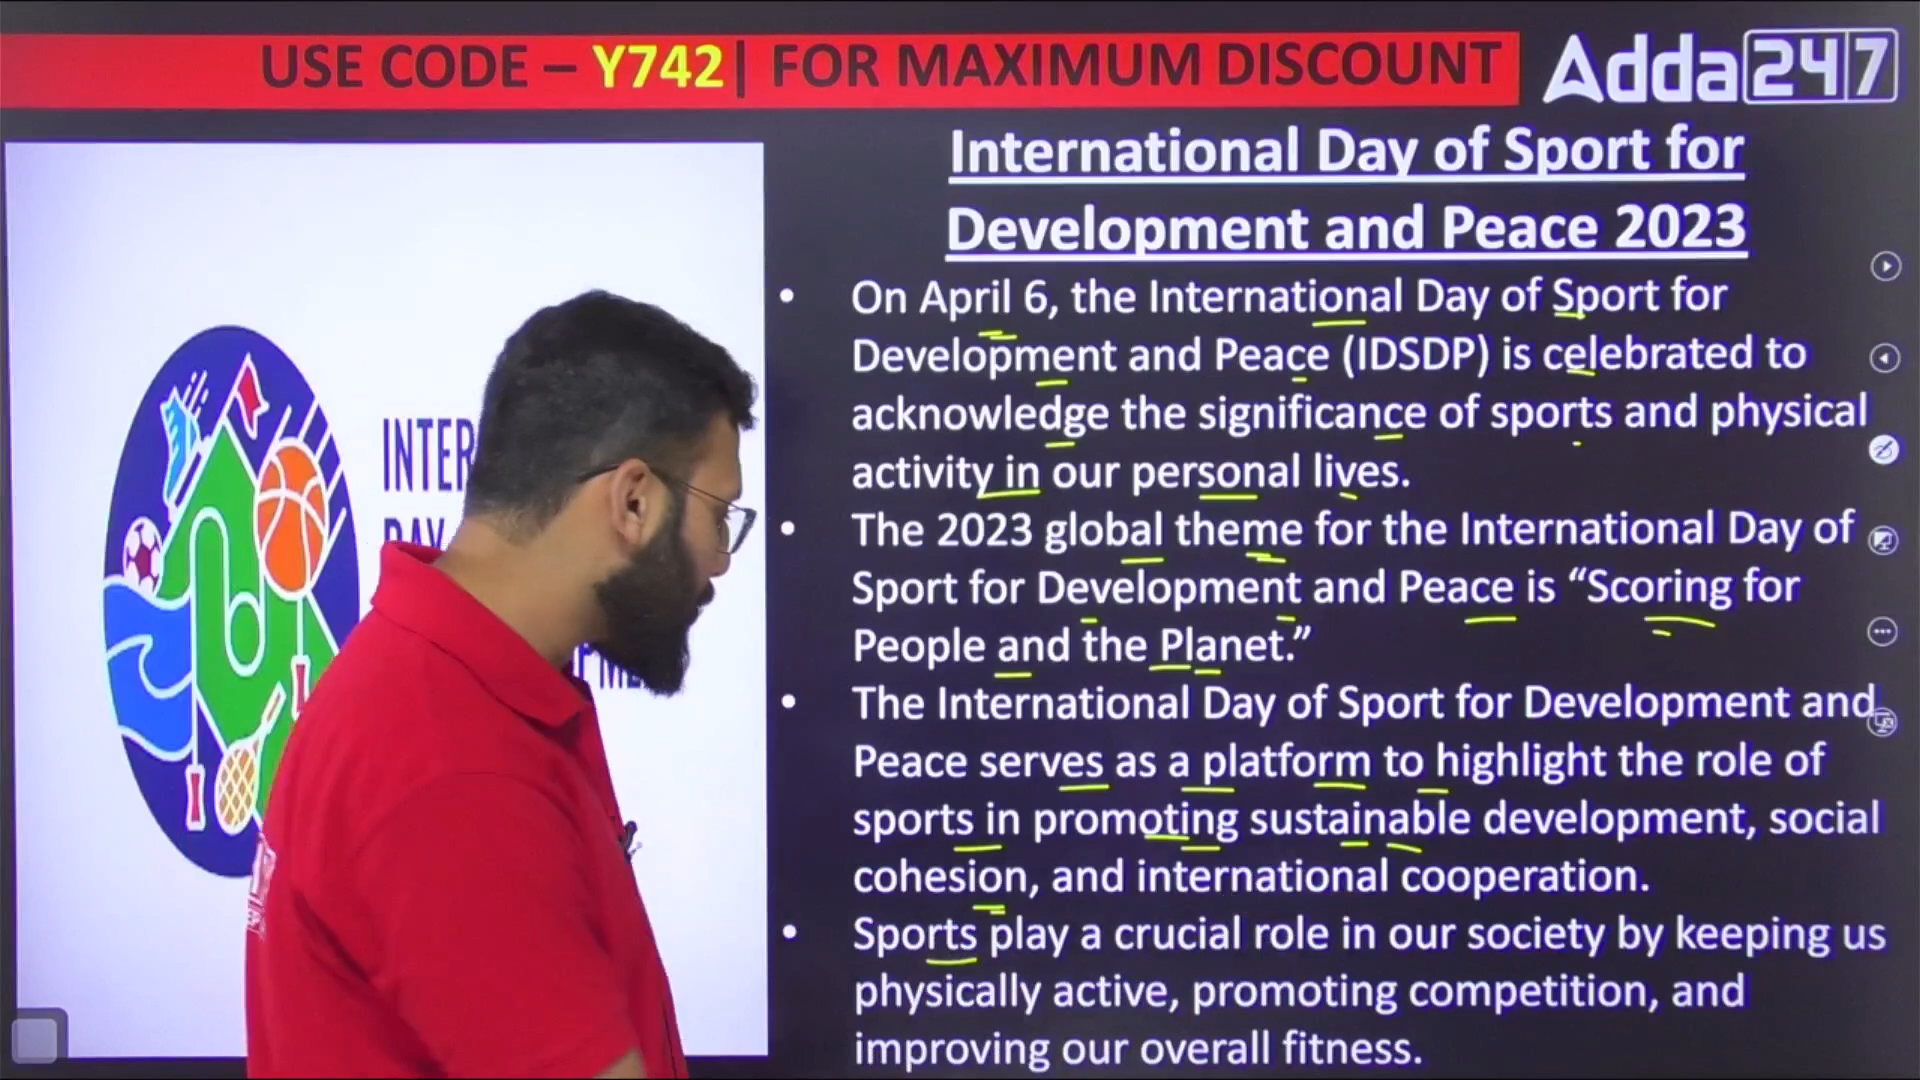 USE CODE – Y742| FOR MAXIMUM DISCOUNT
Adda247
International Day of Sport for
Development and Peace 2023
• On April 6, the International Day of Sport for
Development and Peace (IDSDP) is celebrated to
acknowledge the significance of sports and physical
activity in our personal lives.
• The 2023 global theme for the International Day of
Sport for Development and Peace is “Scoring for
People and the Planet.”
• The International Day of Sport for Development and
Peace serves as a platform to highlight the role of
sports in promoting sustainable development, social
cohesion, and international cooperation.
• Sports play a crucial role in our society by keeping us
physically active, promoting competition, and
improving our overall fitness.
INTER
DAY